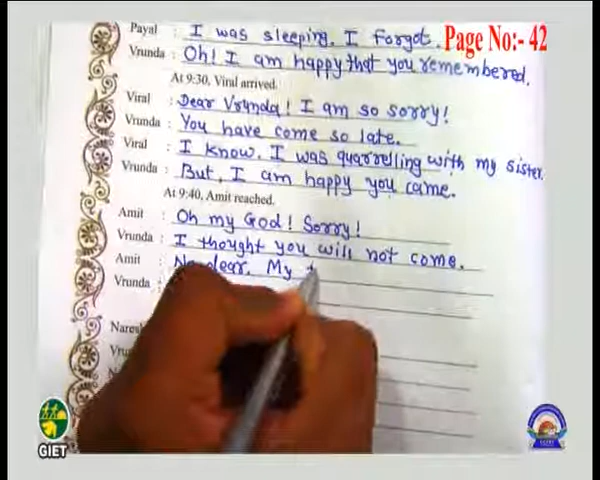 Payal : I was sleeping. I forgot.
Page No:- 42
Vrunda : Oh! I am happy that you remembered.
At 9:30, Viral arrived.
Viral : Dear Vrunda! I am so sorry!
Vrunda : You have come so late.
Viral : I know. I was quarrelling with my sister.
Vrunda : But, I am happy you came.
At 9:40, Amit reached.
Amit : Oh my God! Sorry!
Vrunda : I thought you will not come.
Amit : No dear. My
Vrunda :
GIET